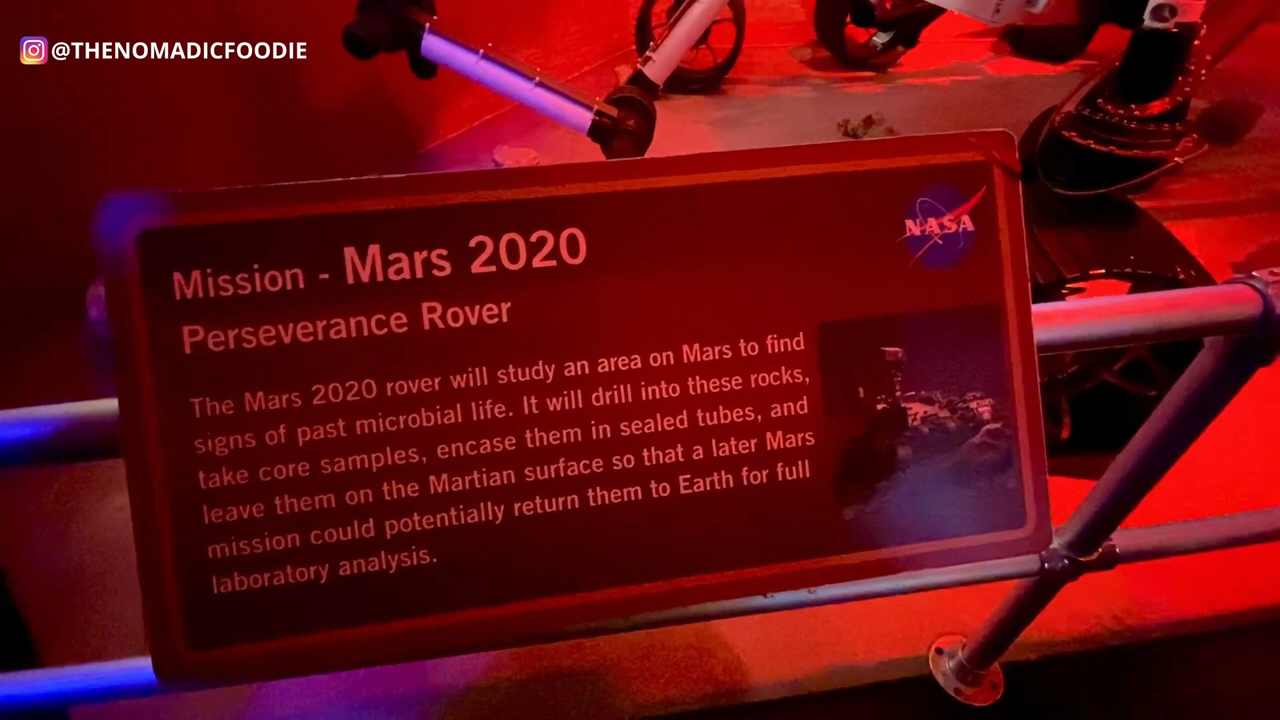 @THENOMADICFOODIE
NASA
Mission - Mars 2020
Perseverance Rover
The Mars 2020 rover will study an area on Mars to find
signs of past microbial life. It will drill into these rocks,
take core samples, encase them in sealed tubes, and
leave them on the Martian surface so that a later Mars
mission could potentially return them to Earth for full
laboratory analysis.